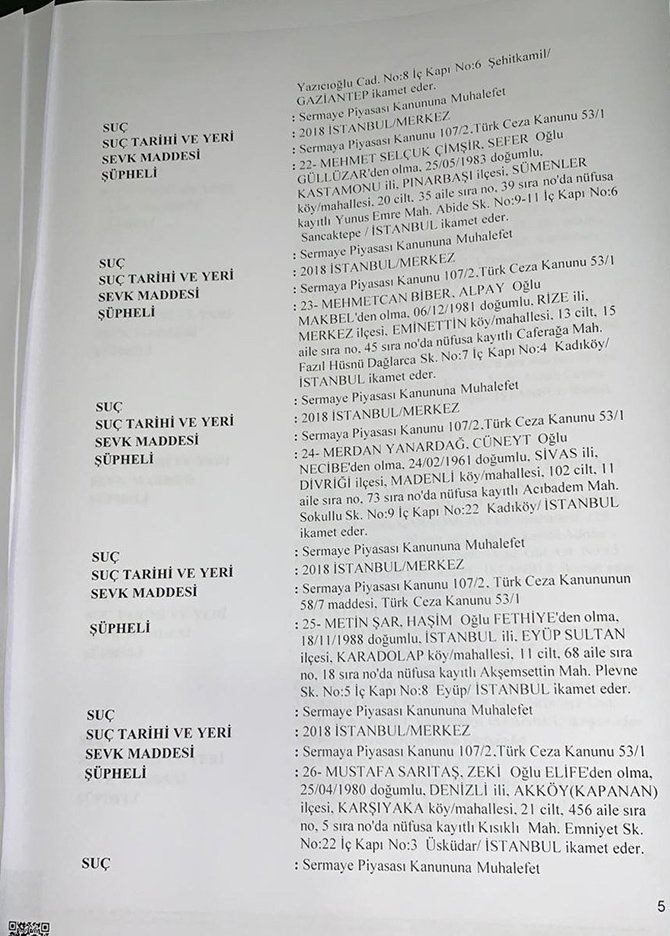 Yazıcıoğlu Cad. No:8 İç Kapı No:6 Şehitkamil/
GAZİANTEP ikamet eder.
SUÇ : Sermaye Piyasası Kanununa Muhalefet
SUÇ TARİHİ VE YERİ : 2018 İSTANBUL/MERKEZ
SEVK MADDESİ : Sermaye Piyasası Kanunu 107/2,Türk Ceza Kanunu 53/1
ŞÜPHELİ : 22- MEHMET SELÇUK ÇİMŞİR, SEFER Oğlu
GÜLLÜZAR'den olma, 25/05/1983 doğumlu,
KASTAMONU ili, PINARBAŞI ilçesi, SÜMENLER
köy/mahallesi, 20 cilt, 35 aile sıra no, 39 sıra no'da nüfusa
kayıtlı Yunus Emre Mah. Abide Sk. No:9-11 İç Kapı No:6
Sancaktepe / İSTANBUL ikamet eder.
SUÇ : Sermaye Piyasası Kanununa Muhalefet
SUÇ TARİHİ VE YERİ : 2018 İSTANBUL/MERKEZ
SEVK MADDESİ : Sermaye Piyasası Kanunu 107/2,Türk Ceza Kanunu 53/1
ŞÜPHELİ : 23- MEHMETCAN BİBER, ALPAY Oğlu
MAKBEL'den olma, 06/12/1981 doğumlu, RİZE ili,
MERKEZ ilçesi, EMİNETTİN köy/mahallesi, 13 cilt, 15
aile sıra no, 45 sıra no'da nüfusa kayıtlı Caferağa Mah.
Fazıl Hüsnü Dağlarca Sk. No:7 İç Kapı No:4 Kadıköy/
İSTANBUL ikamet eder.
SUÇ : Sermaye Piyasası Kanununa Muhalefet
SUÇ TARİHİ VE YERİ : 2018 İSTANBUL/MERKEZ
SEVK MADDESİ : Sermaye Piyasası Kanunu 107/2,Türk Ceza Kanunu 53/1
ŞÜPHELİ : 24- MERDAN YANARDAĞ, CÜNEYT Oğlu
NECİBE'den olma, 24/02/1961 doğumlu, SİVAS ili,
DİVRİĞİ ilçesi, MADENLİ köy/mahallesi, 102 cilt, 11
aile sıra no, 73 sıra no'da nüfusa kayıtlı Acıbadem Mah.
Sokullu Sk. No:9 İç Kapı No:22 Kadıköy/ İSTANBUL
ikamet eder.
SUÇ : Sermaye Piyasası Kanununa Muhalefet
SUÇ TARİHİ VE YERİ : 2018 İSTANBUL/MERKEZ
SEVK MADDESİ : Sermaye Piyasası Kanunu 107/2, Türk Ceza Kanununun
58/7 maddesi, Türk Ceza Kanunu 53/1
ŞÜPHELİ : 25- METİN ŞAR, HAŞİM Oğlu FETHİYE'den olma,
18/11/1988 doğumlu, İSTANBUL ili, EYÜP SULTAN
ilçesi, KARADOLAP köy/mahallesi, 11 cilt, 68 aile sıra
no, 18 sıra no'da nüfusa kayıtlı Akşemsettin Mah. Plevne
Sk. No:5 İç Kapı No:8 Eyüp/ İSTANBUL ikamet eder.
SUÇ : Sermaye Piyasası Kanununa Muhalefet
SUÇ TARİHİ VE YERİ : 2018 İSTANBUL/MERKEZ
SEVK MADDESİ : Sermaye Piyasası Kanunu 107/2,Türk Ceza Kanunu 53/1
ŞÜPHELİ : 26- MUSTAFA SARITAŞ, ZEKİ Oğlu ELİFE'den olma,
25/04/1980 doğumlu, DENİZLİ ili, AKKÖY(KAPANAN)
ilçesi, KARŞIYAKA köy/mahallesi, 21 cilt, 456 aile sıra
no, 5 sıra no'da nüfusa kayıtlı Kısıklı Mah. Emniyet Sk.
No:22 İç Kapı No:3 Üsküdar/ İSTANBUL ikamet eder.
SUÇ : Sermaye Piyasası Kanununa Muhalefet
5